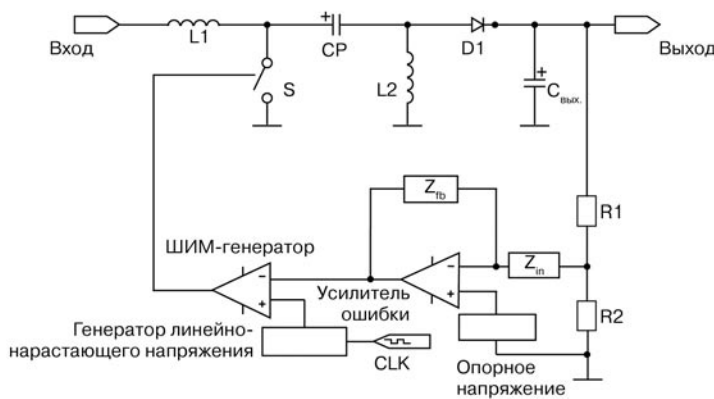 Вход
L1
CP
D1
Выход
S
L2
Cвых.
+
+
Zfb
R1
ШИМ-генератор
Zin
Усилитель
ошибки
−
+
−
+
R2
Генератор линейно-
нарастающего напряжения
CLK
Опорное
напряжение